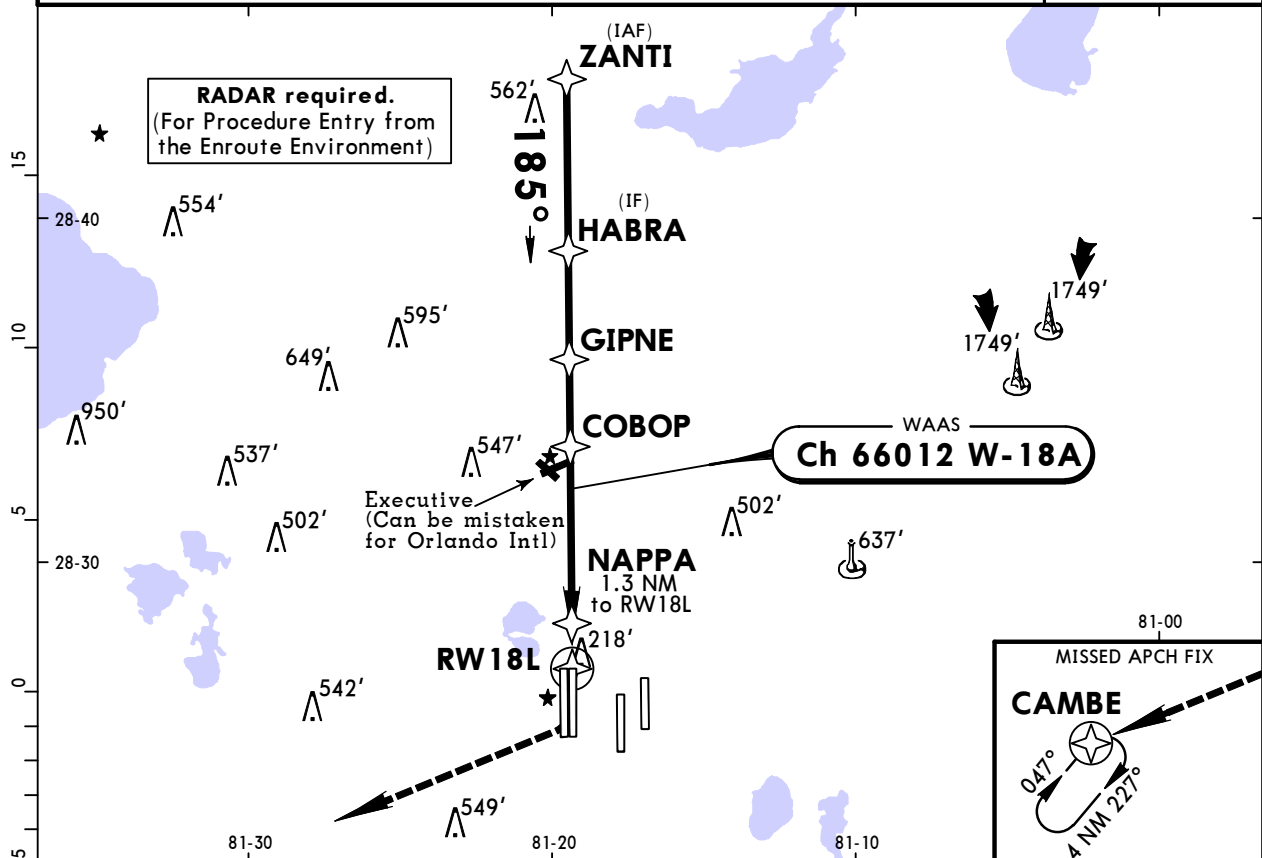 (IAF)
ZANTI
RADAR required.
(For Procedure Entry from
the Enroute Environment)
562'
185°
15
554'
28-40
(IF)
HABRA
1749'
595'
10
GIPNE
1749'
649'
950'
COBOP
WAAS
Ch 66012 W-18A
537'
547'
Executive
(Can be mistaken
for Orlando Intl)
5
502'
502'
637'
28-30
NAPPA
1.3 NM
to RW18L
81-00
218'
RW18L
MISSED APCH FIX
0
542'
CAMBE
047°
4 NM 227°
549'
5
81-30
81-20
81-10